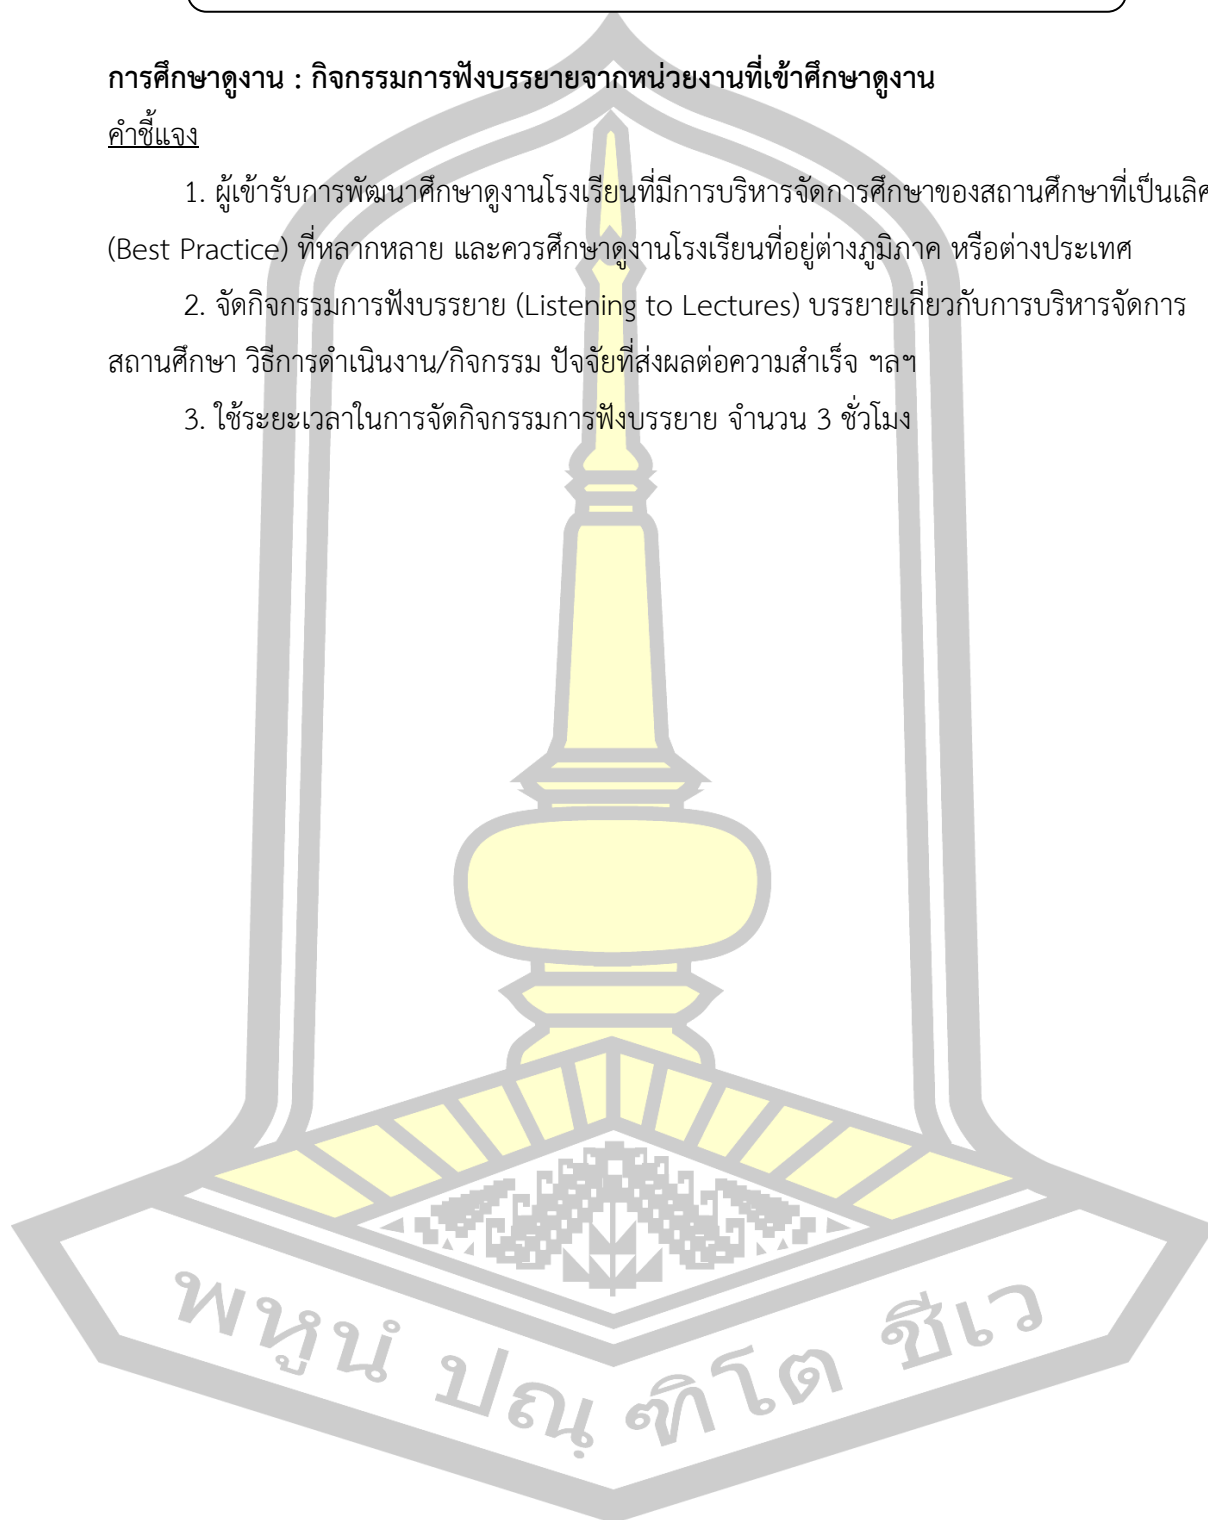 การศึกษาดูงาน : กิจกรรมการฟังบรรยายจากหน่วยงานที่เข้าศึกษาดูงาน
คำชี้แจง
1. ผู้เข้ารับการพัฒนาศึกษาดูงานโรงเรียนที่มีการบริหารจัดการศึกษาของสถานศึกษาที่เป็นเลิศ
(Best Practice) ที่หลากหลาย และควรศึกษาดูงานโรงเรียนที่อยู่ต่างภูมิภาค หรือต่างประเทศ
2. จัดกิจกรรมการฟังบรรยาย (Listening to Lectures) บรรยายเกี่ยวกับการบริหารจัดการ
สถานศึกษา วิธีการดำเนินงาน/กิจกรรม ปัจจัยที่ส่งผลต่อความสำเร็จ ฯลฯ
3. ใช้ระยะเวลาในการจัดกิจกรรมการฟังบรรยาย จำนวน 3 ชั่วโมง
พหูนํ ปณฺฑิโต ชีเว